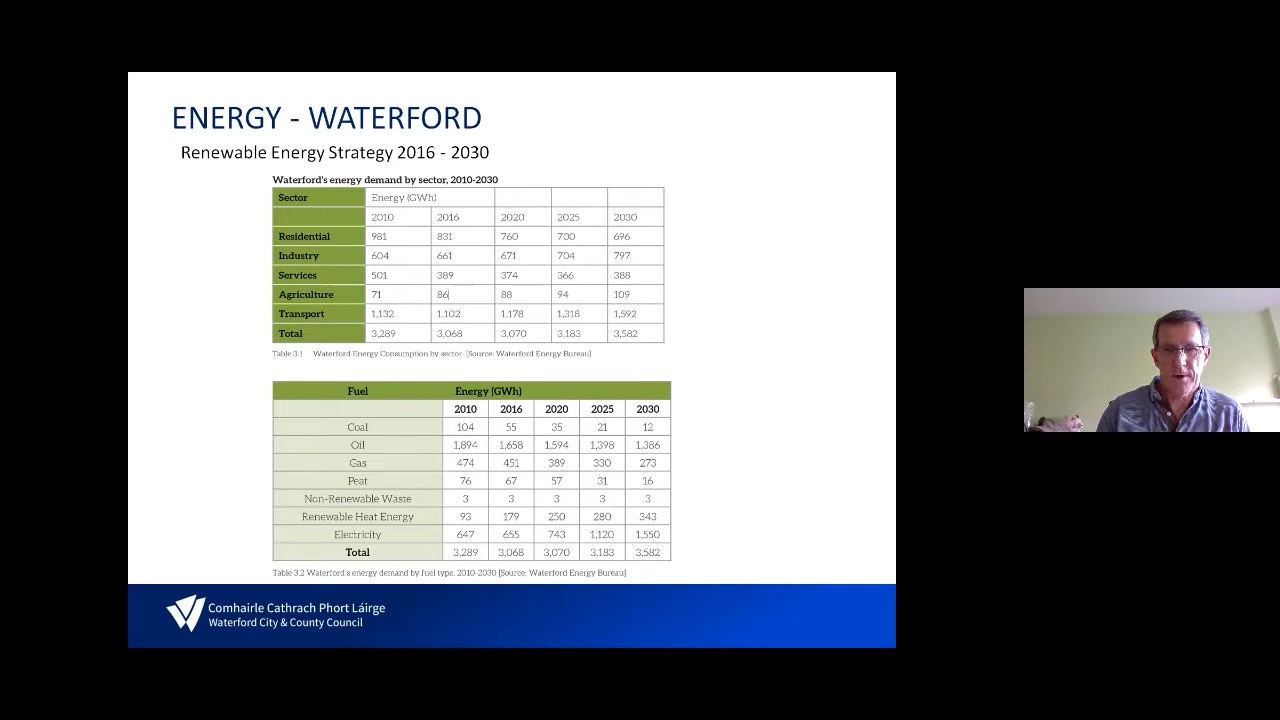 ENERGY - WATERFORD
Renewable Energy Strategy 2016 - 2030
Waterford's energy demand by sector, 2010-2030
Sector Energy (GWh)
2010 2016 2020 2025 2030
Residential 981 831 760 700 696
Industry 604 661 671 704 797
Services 501 389 374 366 388
Agriculture 71 86 88 94 109
Transport 1,132 1,102 1,178 1,318 1,592
Total 3,289 3,068 3,070 3,183 3,582
Table 3.1 Waterford Energy Consumption by sector [Source: Waterford Energy Bureau]
Fuel Energy (GWh)
2010 2016 2020 2025 2030
Coal 104 55 35 21 12
Oil 1,894 1,658 1,594 1,398 1,386
Gas 474 451 389 330 273
Peat 76 67 57 31 16
Non-Renewable Waste 3 3 3 3 3
Renewable Heat Energy 93 179 250 280 343
Electricity 647 655 743 1,120 1,550
Total 3,289 3,068 3,070 3,183 3,582
Table 3.2 Waterford's energy demand by fuel type, 2010-2030 [Source: Waterford Energy Bureau]
Comhairle Cathrach Phort Láirge
Waterford City & County Council